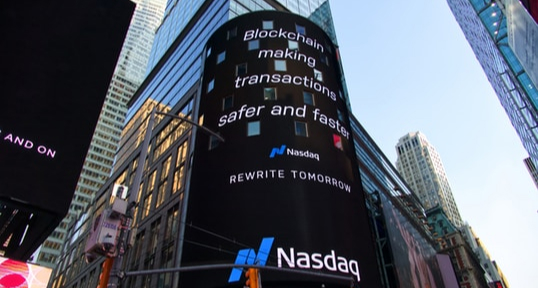 AND ON
Blockchain
making
transactions
safer and faster
Nasdaq
REWRITE TOMORROW
Nasdaq